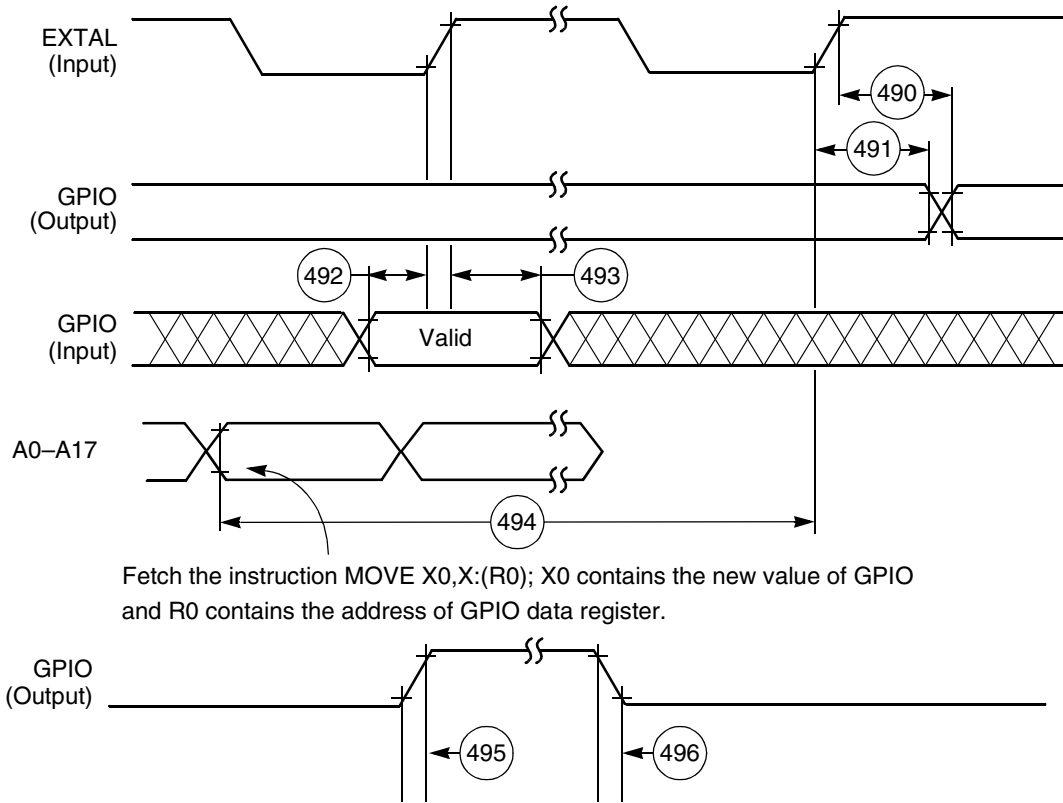 EXTAL
(Input)
490
491
GPIO
(Output)
492
493
GPIO
(Input)
Valid
A0–A17
494
Fetch the instruction MOVE X0,X:(R0); X0 contains the new value of GPIO
and R0 contains the address of GPIO data register.
GPIO
(Output)
495
496